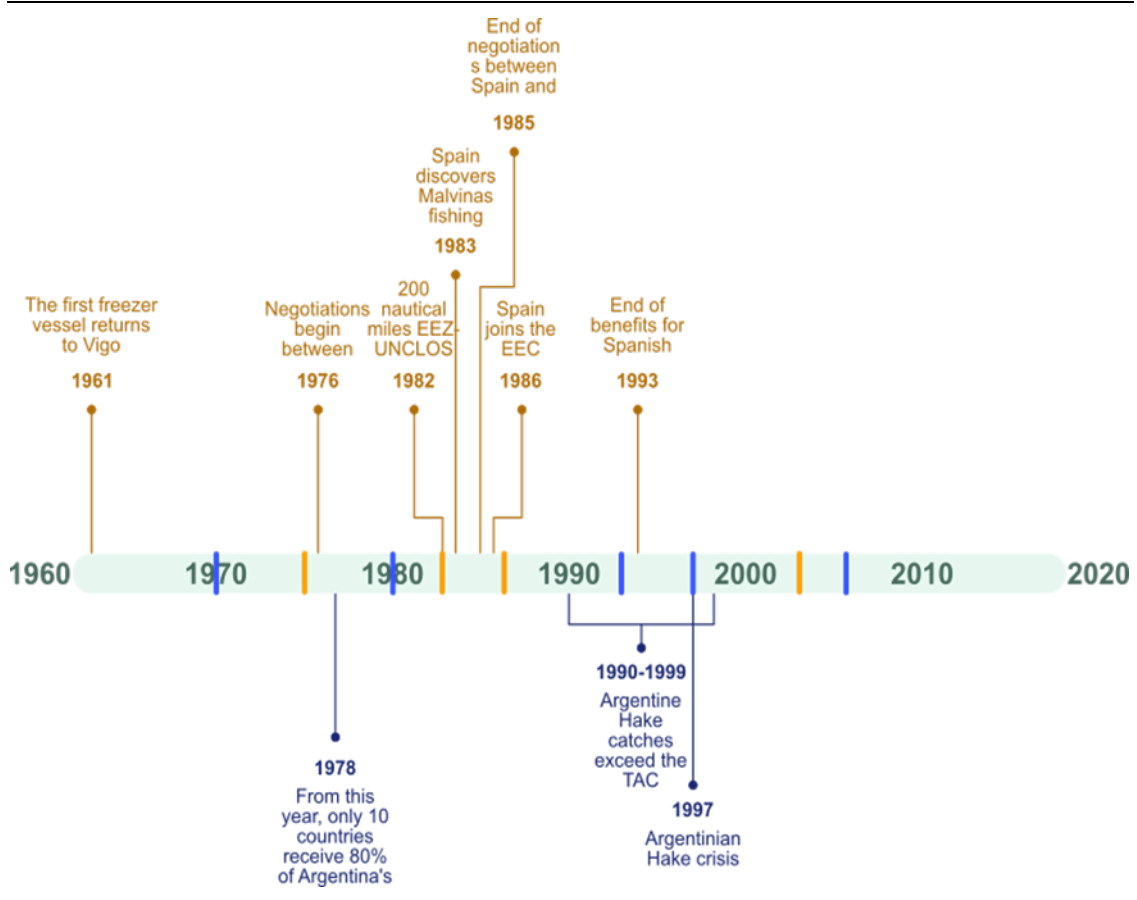 End of
negotiation
s between
Spain and
1985
Spain
discovers
Malvinas
fishing
1983
The first freezer
vessel returns
to Vigo
1961
Negotiations
begin
between
1976
200
nautical
miles EEZ-
UNCLOS
1982
Spain
joins the
EEC
1986
End of
benefits for
Spanish
1993
1960 1970 1980 1990 2000 2010 2020
1978
From this
year, only 10
countries
receive 80%
of Argentina's
1990-1999
Argentine
Hake
catches
exceed the
TAC
1997
Argentinian
Hake crisis